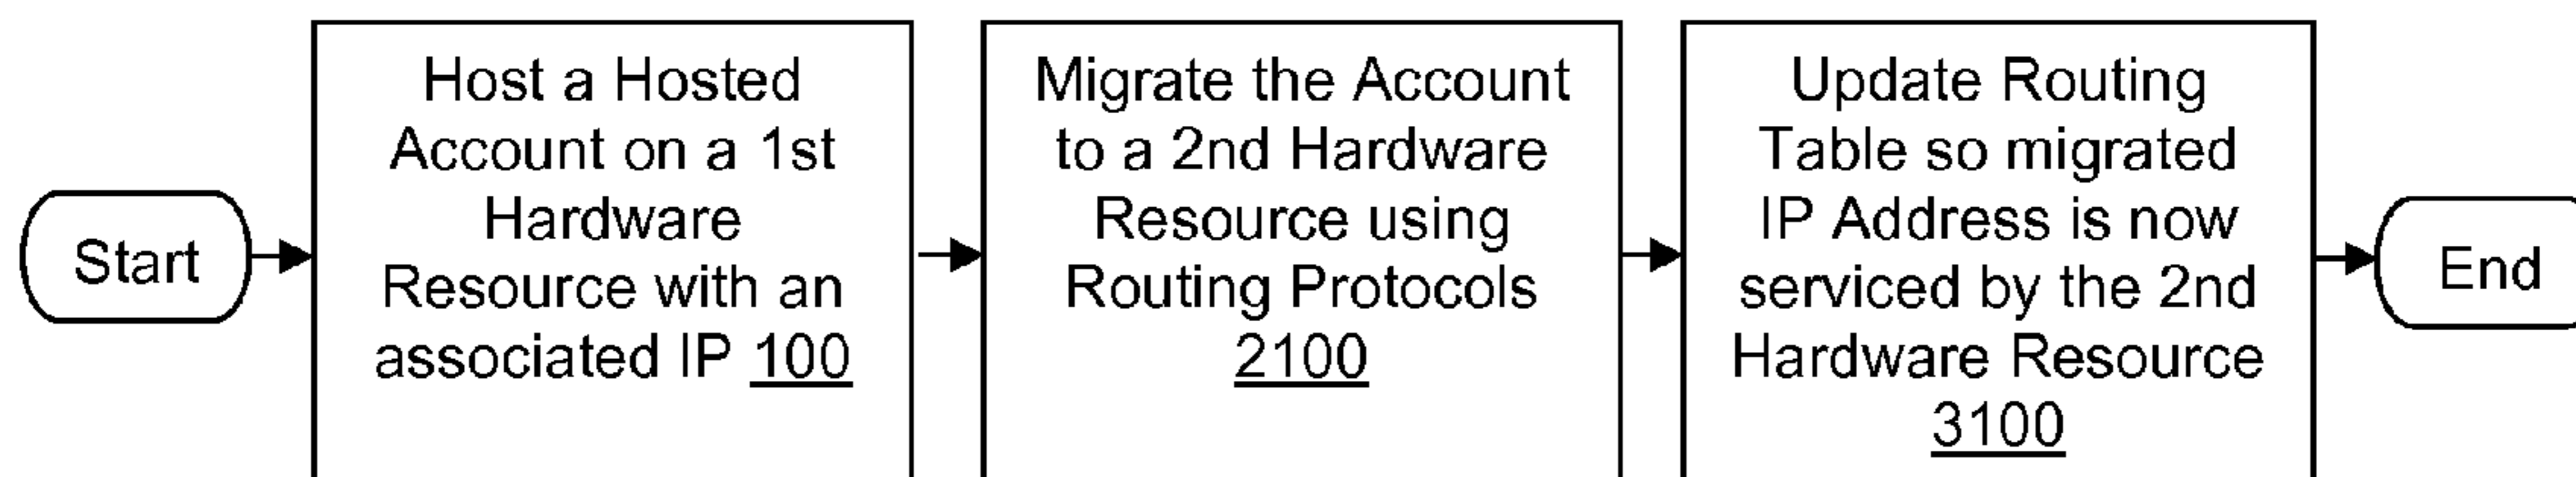 Start
Host a Hosted
Account on a 1st
Hardware
Resource with an
associated IP 100
Migrate the Account
to a 2nd Hardware
Resource using
Routing Protocols
2100
Update Routing
Table so migrated
IP Address is now
serviced by the 2nd
Hardware Resource
3100
End